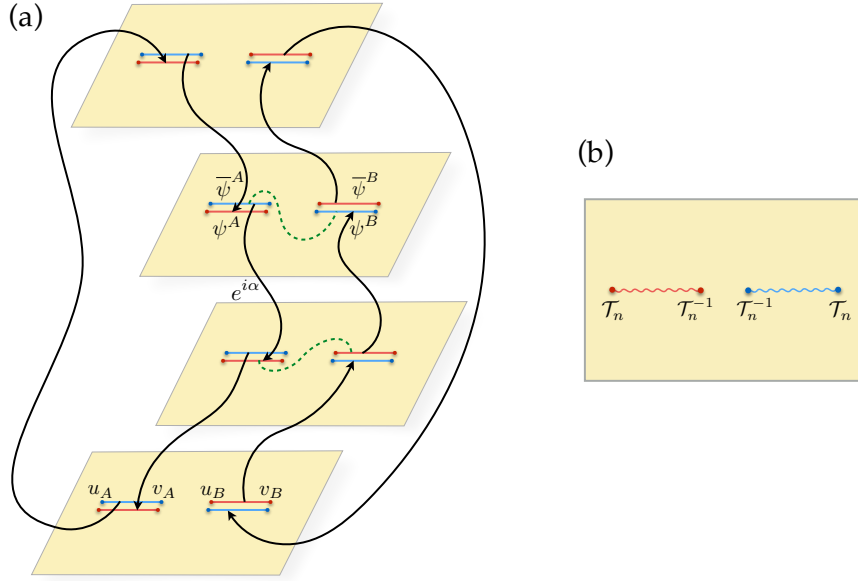 (a)
ψ̅^A ψ̅^B
ψ^A ψ^B
e^{iα}
u_A v_A u_B v_B
(b)
𝒯_n 𝒯_n^{-1} 𝒯_n^{-1} 𝒯_n